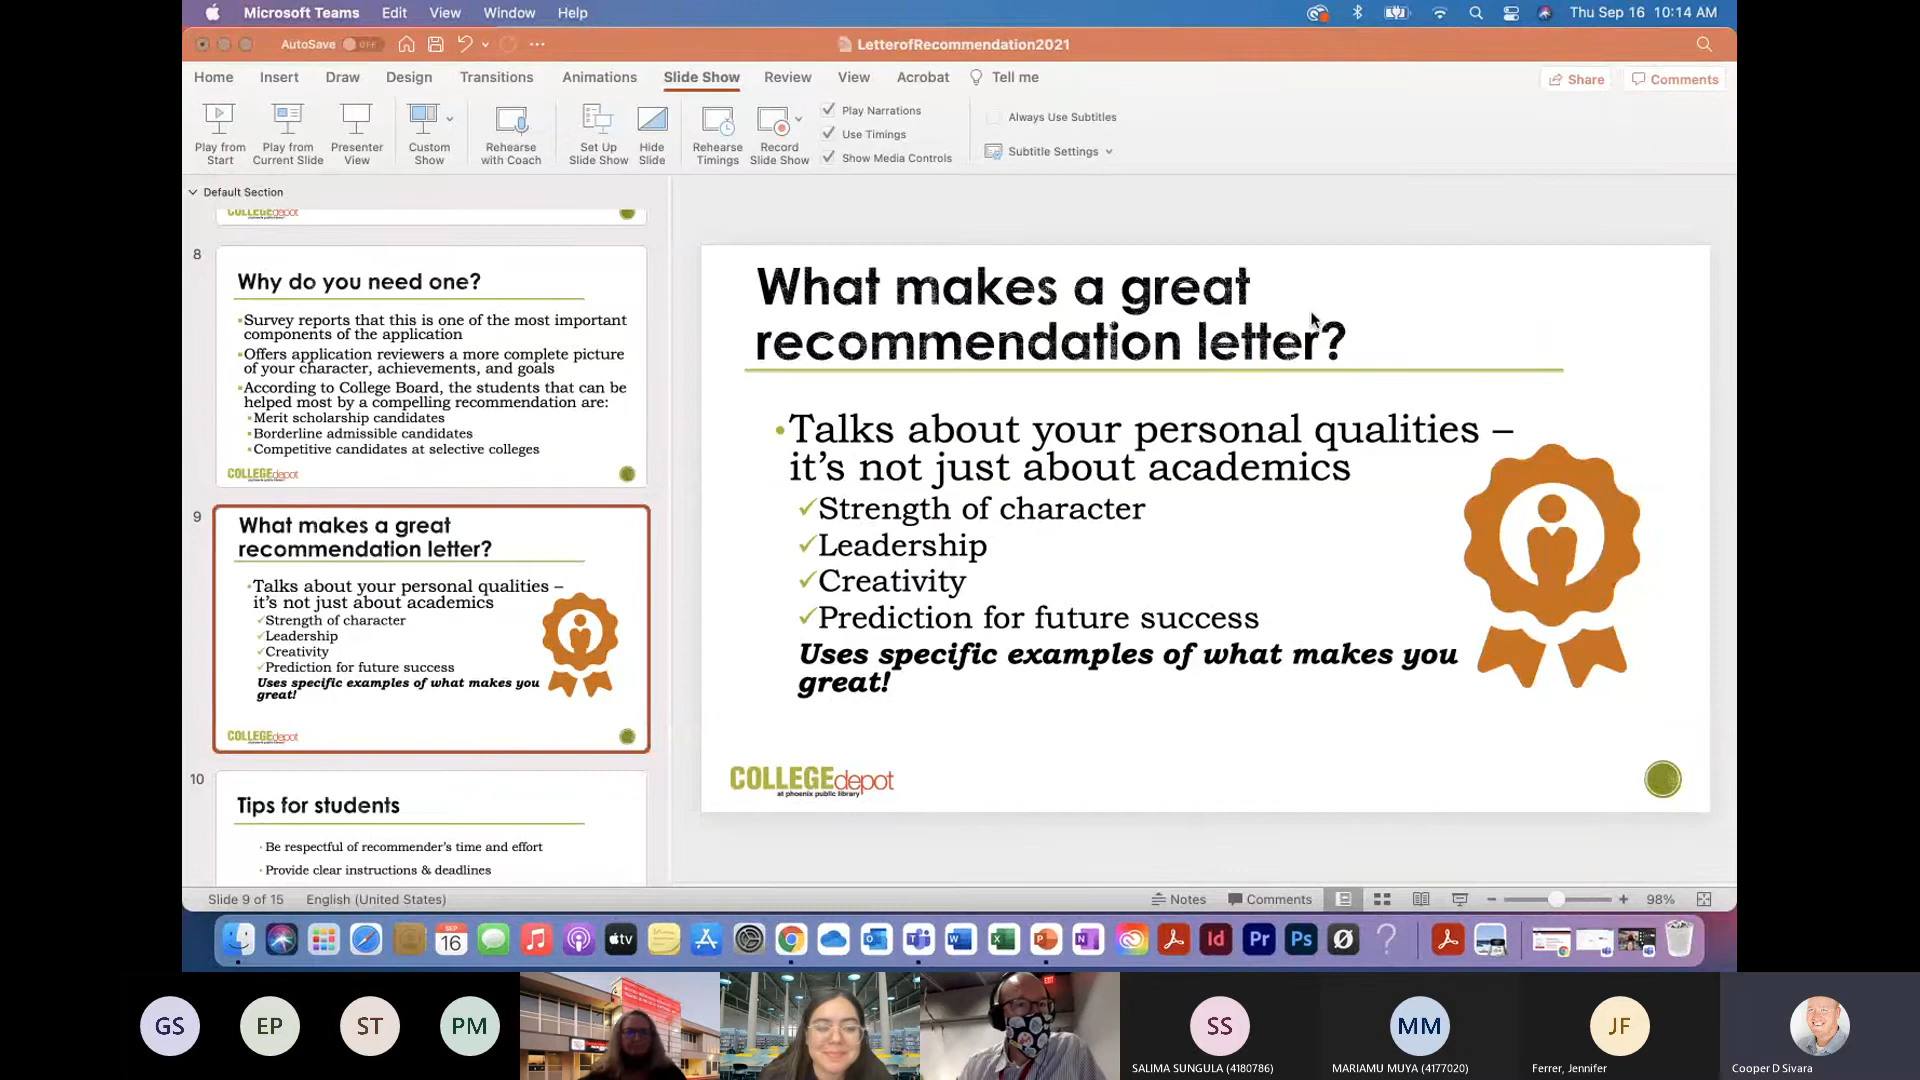 Microsoft Teams Edit View Window Help
Thu Sep 16 10:14 AM
AutoSave OFF
LetterofRecommendation2021
Home Insert Draw Design Transitions Animations Slide Show Review View Acrobat Tell me
Share Comments
Play from Start
Play from Current Slide
Presenter View
Custom Show
Rehearse with Coach
Set Up Slide Show
Hide Slide
Rehearse Timings
Record Slide Show
Play Narrations
Use Timings
Show Media Controls
Always Use Subtitles
Subtitle Settings
Default Section
COLLEGEdepot
8
Why do you need one?
▪Survey reports that this is one of the most important
components of the application
▪Offers application reviewers a more complete picture
of your character, achievements, and goals
▪According to College Board, the students that can be
helped most by a compelling recommendation are:
▪Merit scholarship candidates
▪Borderline admissible candidates
▪Competitive candidates at selective colleges
COLLEGEdepot
9
What makes a great
recommendation letter?
•Talks about your personal qualities –
it's not just about academics
✓Strength of character
✓Leadership
✓Creativity
✓Prediction for future success
Uses specific examples of what makes you
great!
COLLEGEdepot
10
Tips for students
• Be respectful of recommender's time and effort
• Provide clear instructions & deadlines
What makes a great
recommendation letter?
•Talks about your personal qualities –
it's not just about academics
✓Strength of character
✓Leadership
✓Creativity
✓Prediction for future success
Uses specific examples of what makes you
great!
COLLEGEdepot
at phoenix public library
Slide 9 of 15 English (United States)
Notes Comments 98%
SEP
16
tv
Id Pr Ps
GS EP ST PM
EXIT
SS MM JF
SALIMA SUNGULA (4180786) MARIAMU MUYA (4177020) Ferrer, Jennifer Cooper D Sivara